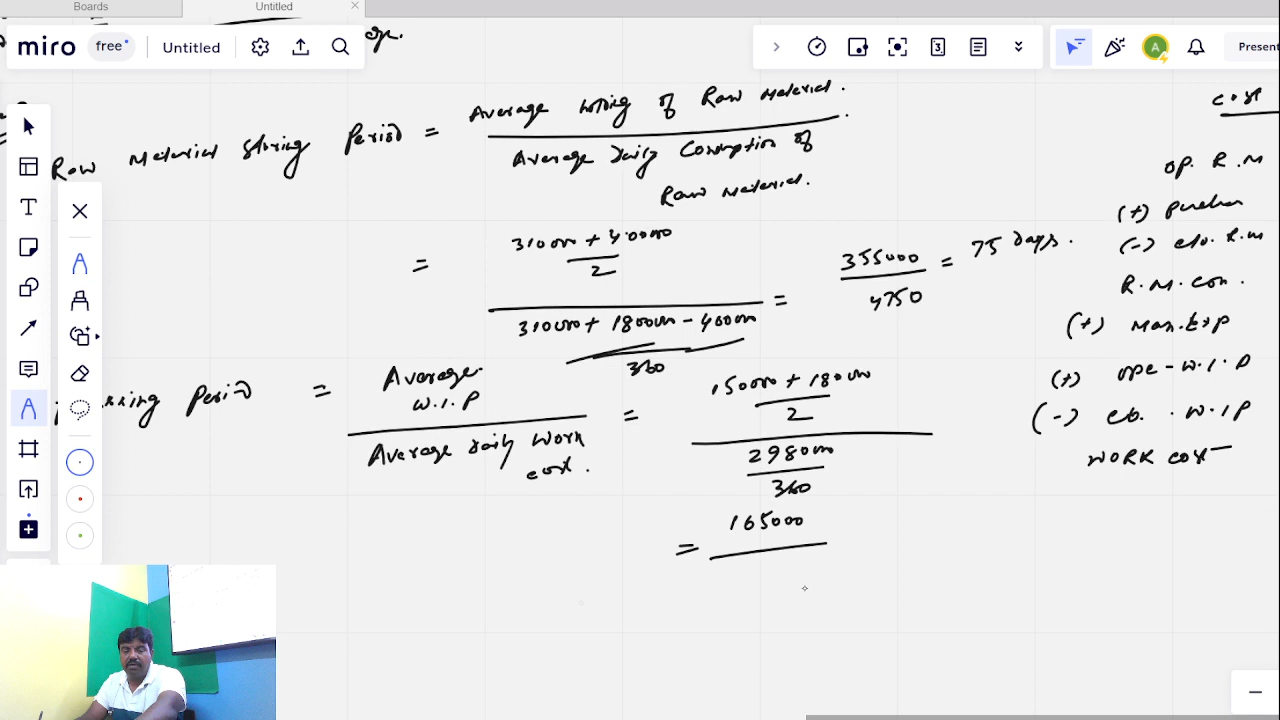 Boards Untitled
miro free Untitled 3 A Present
Raw Material Storing Period = Average Storing of Raw Material.
Average Daily Consumption of
Raw Material.
= 310000 + 400000
2
310000 + 1800000 - 400000
360
= 355000 = 75 days.
4750
Period = Average
W.I.P
Average Daily Work
cost.
= 150000 + 180000
2
298000
360
= 165000
cost
op. R.M
(+) purchase
(-) clo. R.M
R.M. con.
(+) Man. Exp
(+) ope - W.I.P
(-) clo. W.I.P
WORK cost